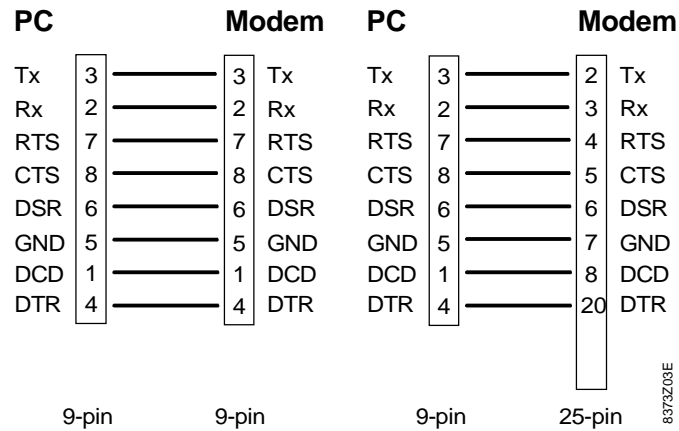 PC Modem PC Modem
Tx 3 3 Tx Tx 3 2 Tx
Rx 2 2 Rx Rx 2 3 Rx
RTS 7 7 RTS RTS 7 4 RTS
CTS 8 8 CTS CTS 8 5 CTS
DSR 6 6 DSR DSR 6 6 DSR
GND 5 5 GND GND 5 7 GND
DCD 1 1 DCD DCD 1 8 DCD
DTR 4 4 DTR DTR 4 20 DTR
9-pin 9-pin 9-pin 25-pin
8373Z03E